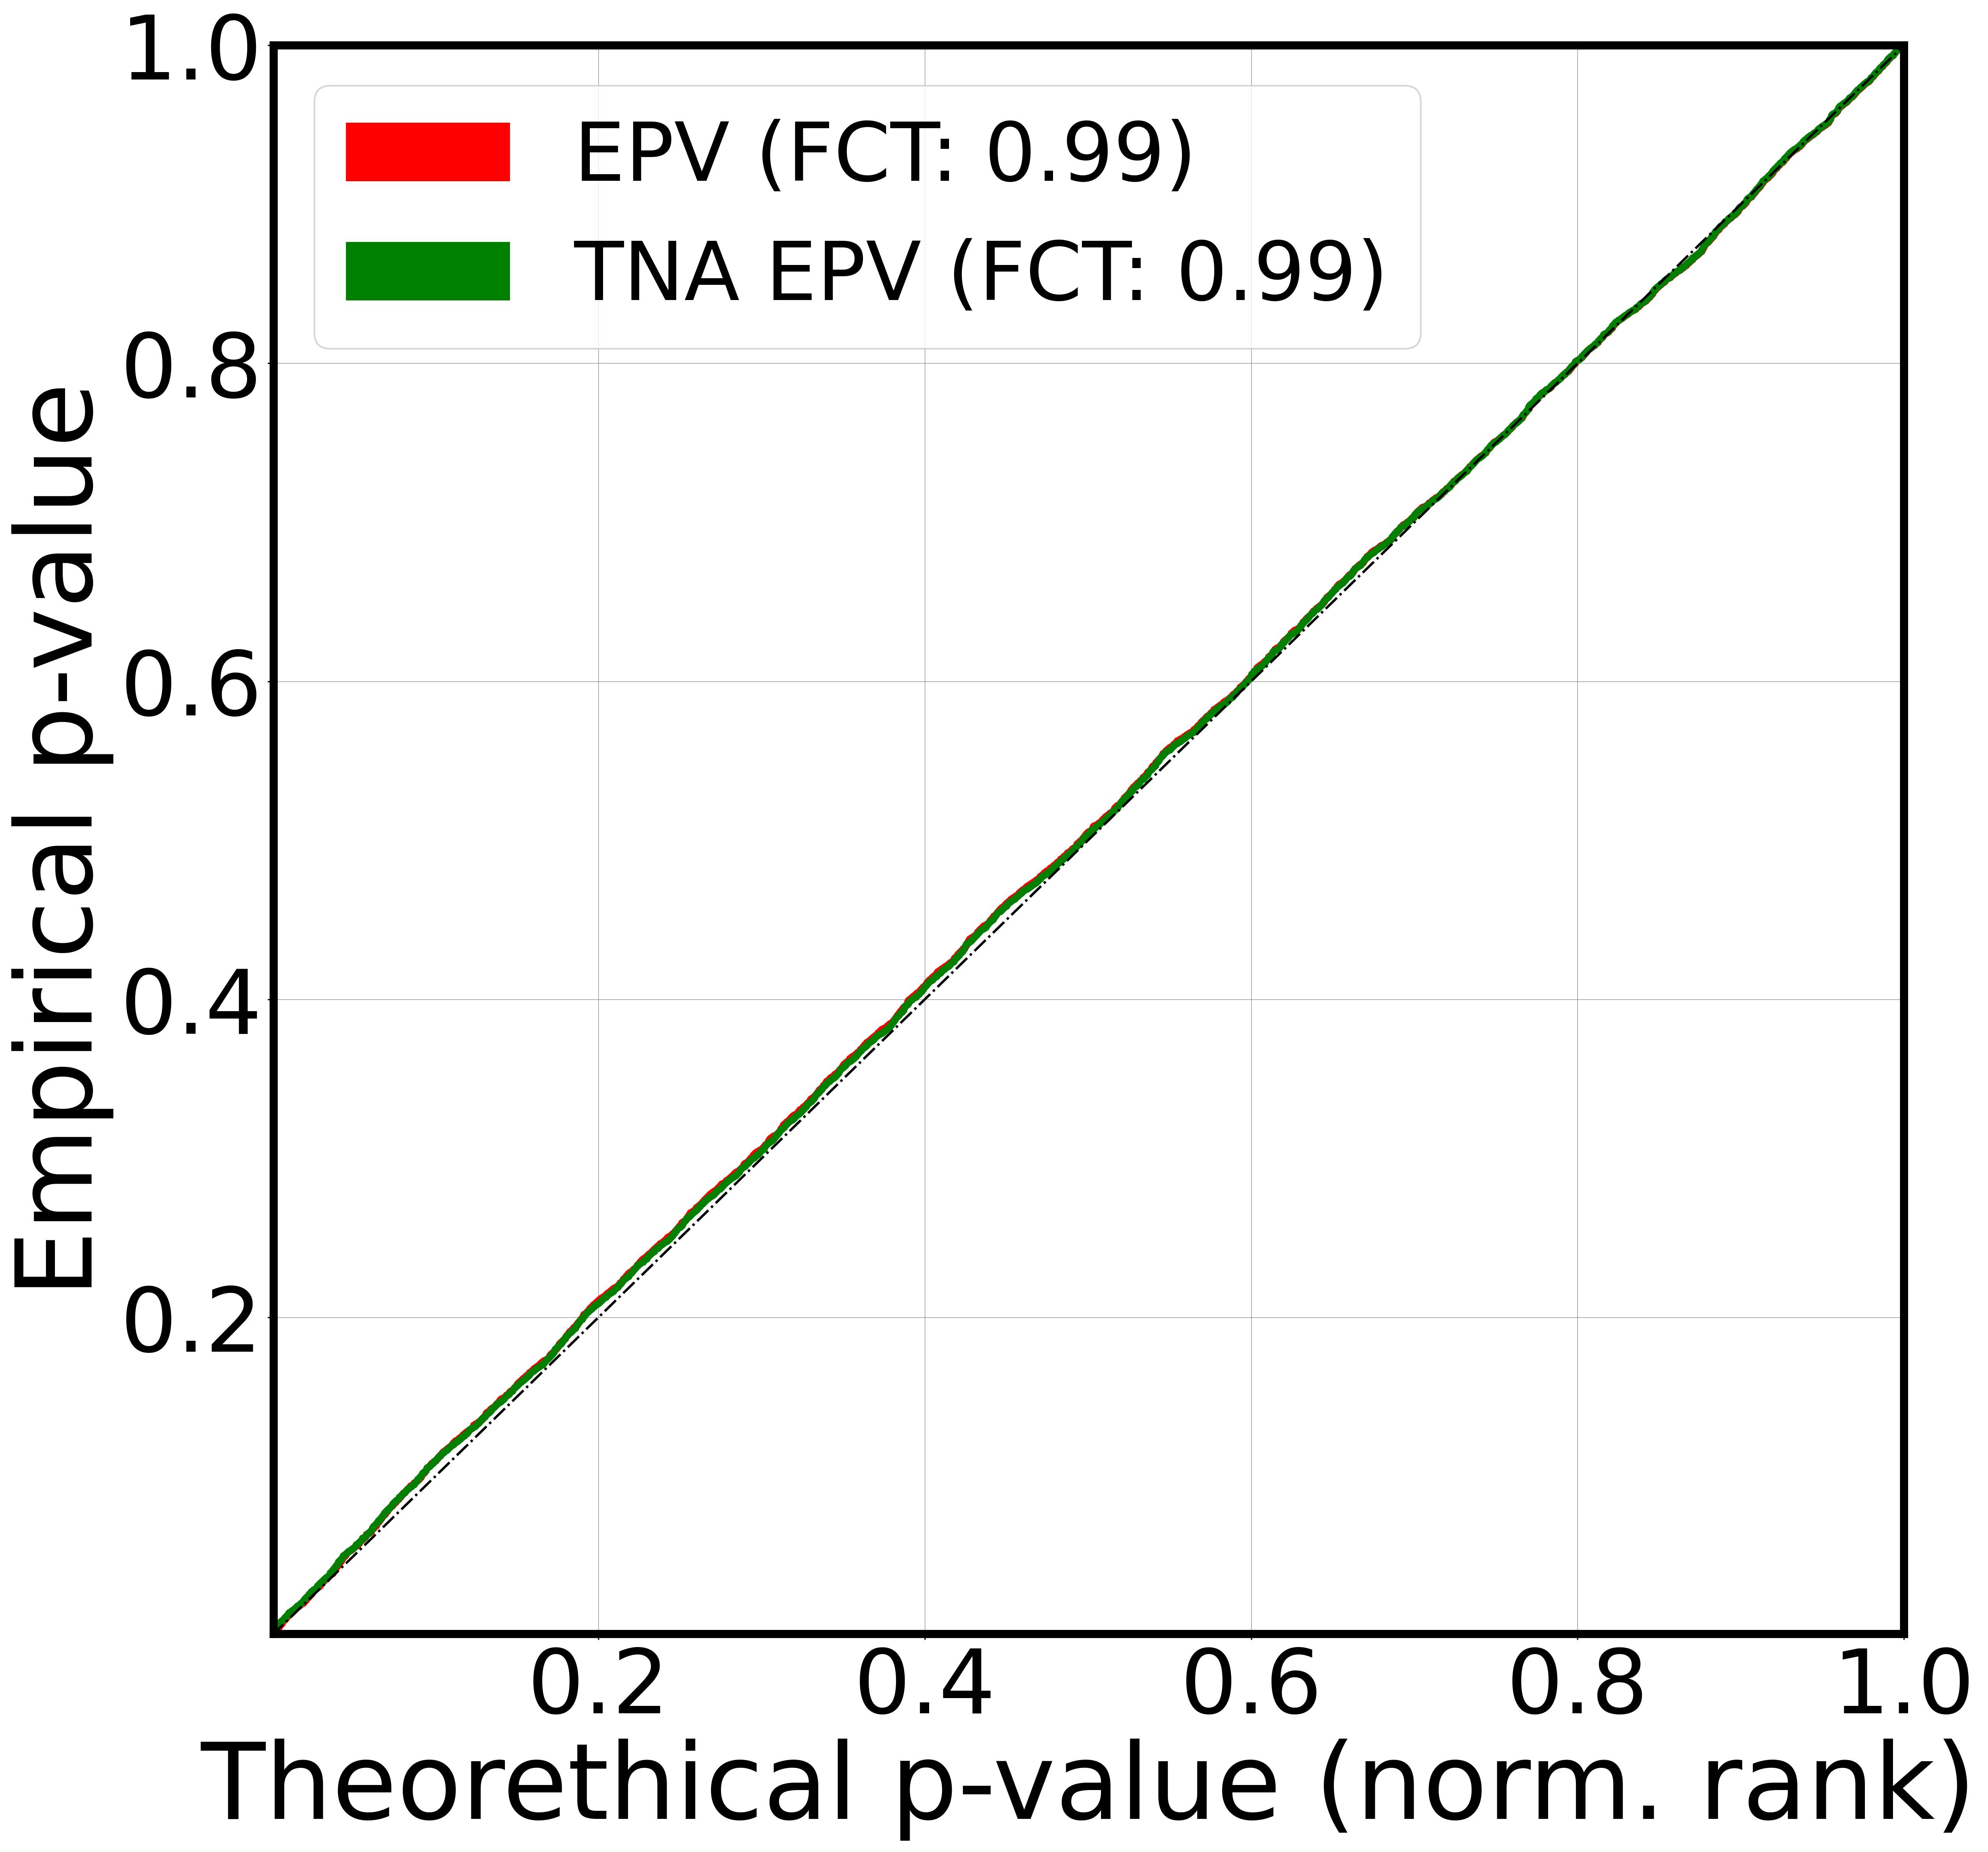 1.0
0.8
0.6
0.4
0.2
Empirical p-value
EPV (FCT: 0.99)
TNA EPV (FCT: 0.99)
0.2 0.4 0.6 0.8 1.0
Theorethical p-value (norm. rank)